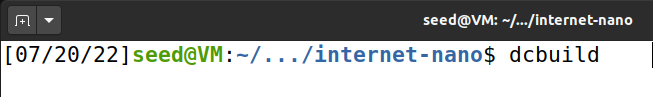 seed@VM: ~/.../internet-nano
[07/20/22]seed@VM:~/.../internet-nano$ dcbuild